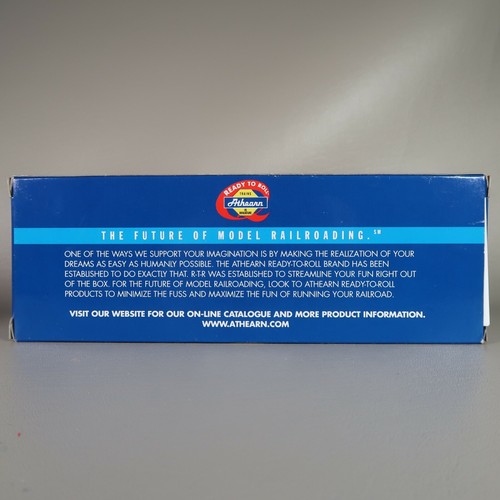 READY TO ROLL
TRAINS
Athearn
THE FUTURE OF MODEL RAILROADING.℠
ONE OF THE WAYS WE SUPPORT YOUR IMAGINATION IS BY MAKING THE REALIZATION OF YOUR
DREAMS AS EASY AS HUMANLY POSSIBLE. THE ATHEARN READY-TO-ROLL BRAND HAS BEEN
ESTABLISHED TO DO EXACTLY THAT. R-T-R WAS ESTABLISHED TO STREAMLINE YOUR FUN RIGHT OUT
OF THE BOX. FOR THE FUTURE OF MODEL RAILROADING, LOOK TO ATHEARN READY-TO-ROLL
PRODUCTS TO MINIMIZE THE FUSS AND MAXIMIZE THE FUN OF RUNNING YOUR RAILROAD.
VISIT OUR WEBSITE FOR OUR ON-LINE CATALOGUE AND MORE PRODUCT INFORMATION.
WWW.ATHEARN.COM